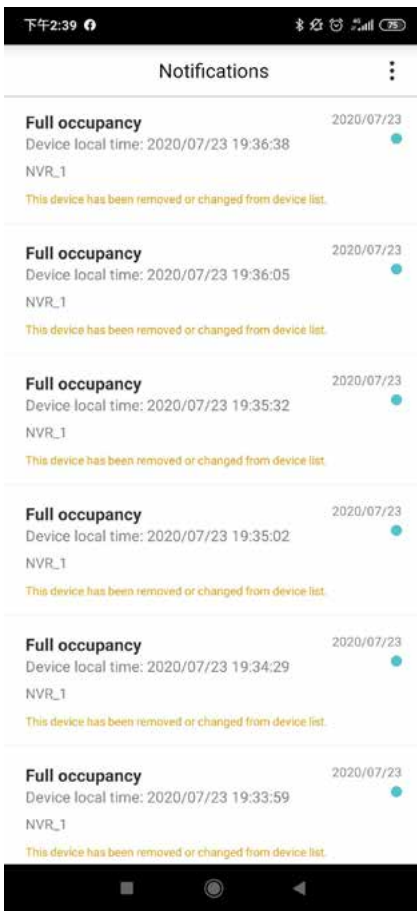 下午2:39
75
Notifications
Full occupancy
2020/07/23
Device local time: 2020/07/23 19:36:38
NVR_1
This device has been removed or changed from device list.
Full occupancy
2020/07/23
Device local time: 2020/07/23 19:36:05
NVR_1
This device has been removed or changed from device list.
Full occupancy
2020/07/23
Device local time: 2020/07/23 19:35:32
NVR_1
This device has been removed or changed from device list.
Full occupancy
2020/07/23
Device local time: 2020/07/23 19:35:02
NVR_1
This device has been removed or changed from device list.
Full occupancy
2020/07/23
Device local time: 2020/07/23 19:34:29
NVR_1
This device has been removed or changed from device list.
Full occupancy
2020/07/23
Device local time: 2020/07/23 19:33:59
NVR_1
This device has been removed or changed from device list.